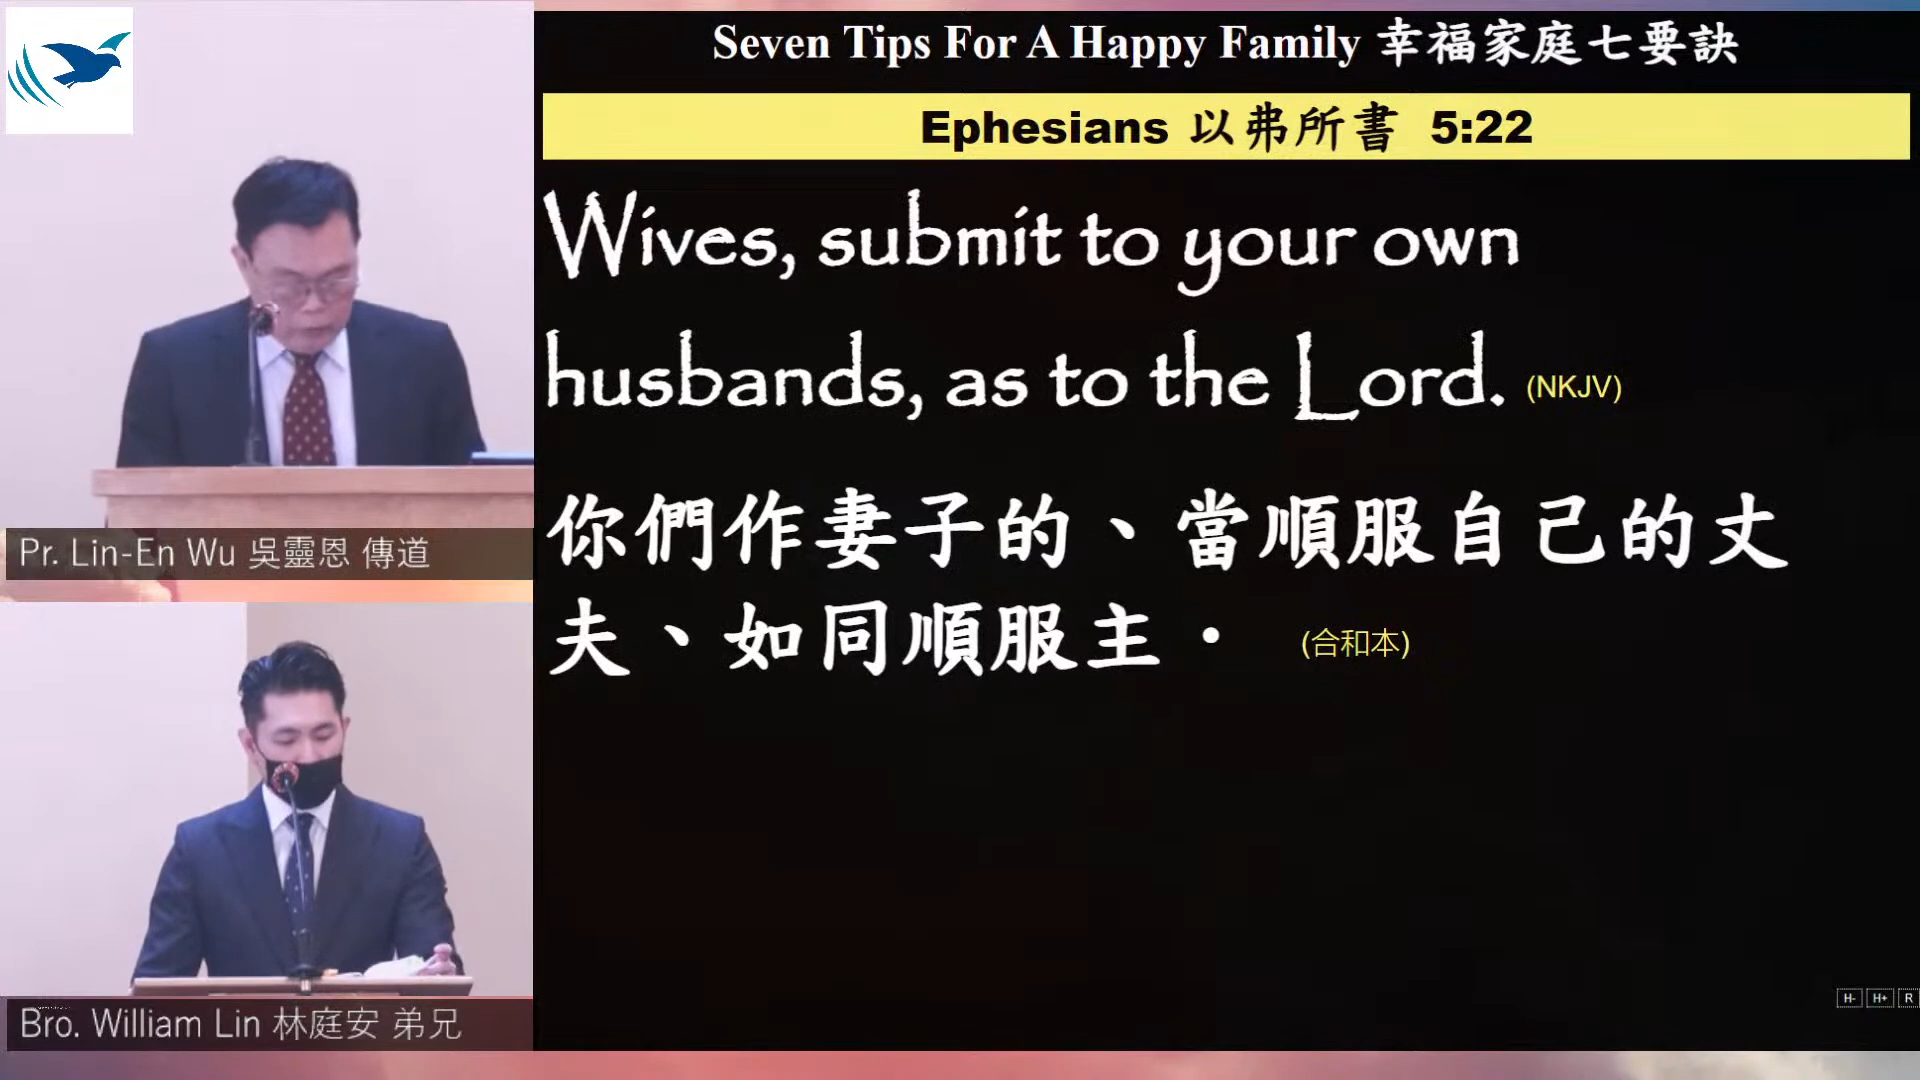 Seven Tips For A Happy Family 幸福家庭七要訣
Ephesians 以弗所書 5:22
Wives, submit to your own
husbands, as to the Lord. (NKJV)
你們作妻子的、當順服自己的丈
夫、如同順服主・ (合和本)
Pr. Lin-En Wu 吳靈恩 傳道
Bro. William Lin 林庭安 弟兄
H- H+ R